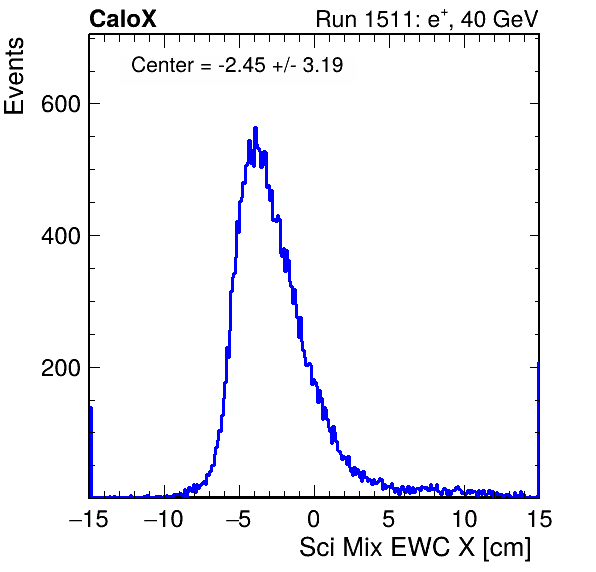 CaloX
Run 1511: e⁺, 40 GeV
Center = -2.45 +/- 3.19
Events
600
400
200
−15
−10
−5
0
5
10
15
Sci Mix EWC X [cm]